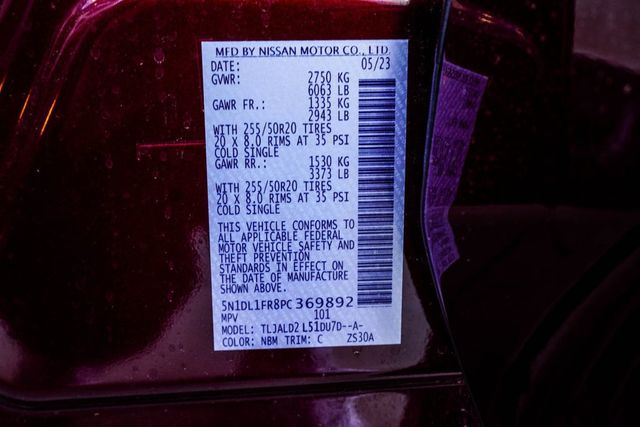 MFD BY NISSAN MOTOR CO., LTD.
DATE: 05/23
GVWR: 2750 KG
6063 LB
GAWR FR.: 1335 KG
2943 LB
WITH 255/50R20 TIRES
20 X 8.0 RIMS AT 35 PSI
COLD SINGLE
GAWR RR.: 1530 KG
3373 LB
WITH 255/50R20 TIRES
20 X 8.0 RIMS AT 35 PSI
COLD SINGLE
THIS VEHICLE CONFORMS TO
ALL APPLICABLE FEDERAL
MOTOR VEHICLE SAFETY AND
THEFT PREVENTION
STANDARDS IN EFFECT ON
THE DATE OF MANUFACTURE
SHOWN ABOVE.
5N1DL1FR8PC369892
MPV 101
MODEL: TLJALD2 L51DU7D--A-
COLOR: NBM TRIM: C ZS30A